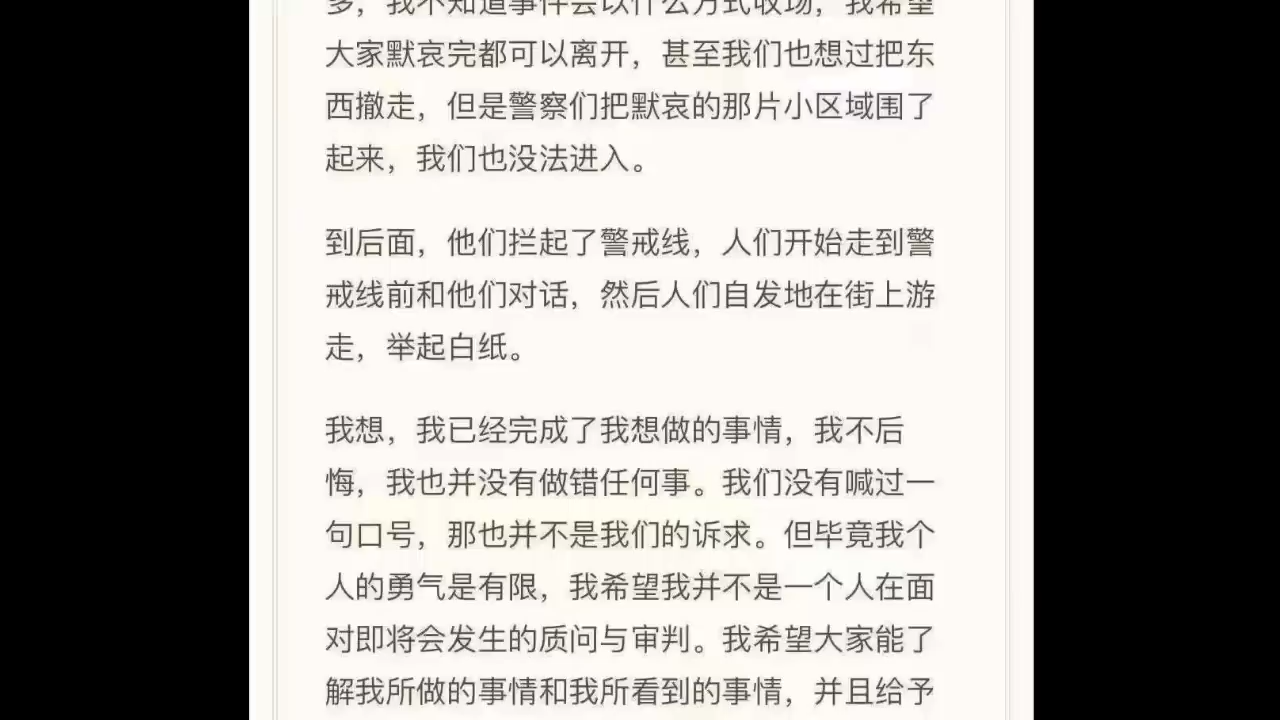 多，我不知道事件会以什么方式收场，我希望
大家默哀完都可以离开，甚至我们也想过把东
西撤走，但是警察们把默哀的那片小区域围了
起来，我们也没法进入。
到后面，他们拦起了警戒线，人们开始走到警
戒线前和他们对话，然后人们自发地在街上游
走，举起白纸。
我想，我已经完成了我想做的事情，我不后
悔，我也并没有做错任何事。我们没有喊过一
句口号，那也并不是我们的诉求。但毕竟我个
人的勇气是有限，我希望我并不是一个人在面
对即将会发生的质问与审判。我希望大家能了
解我所做的事情和我所看到的事情，并且给予